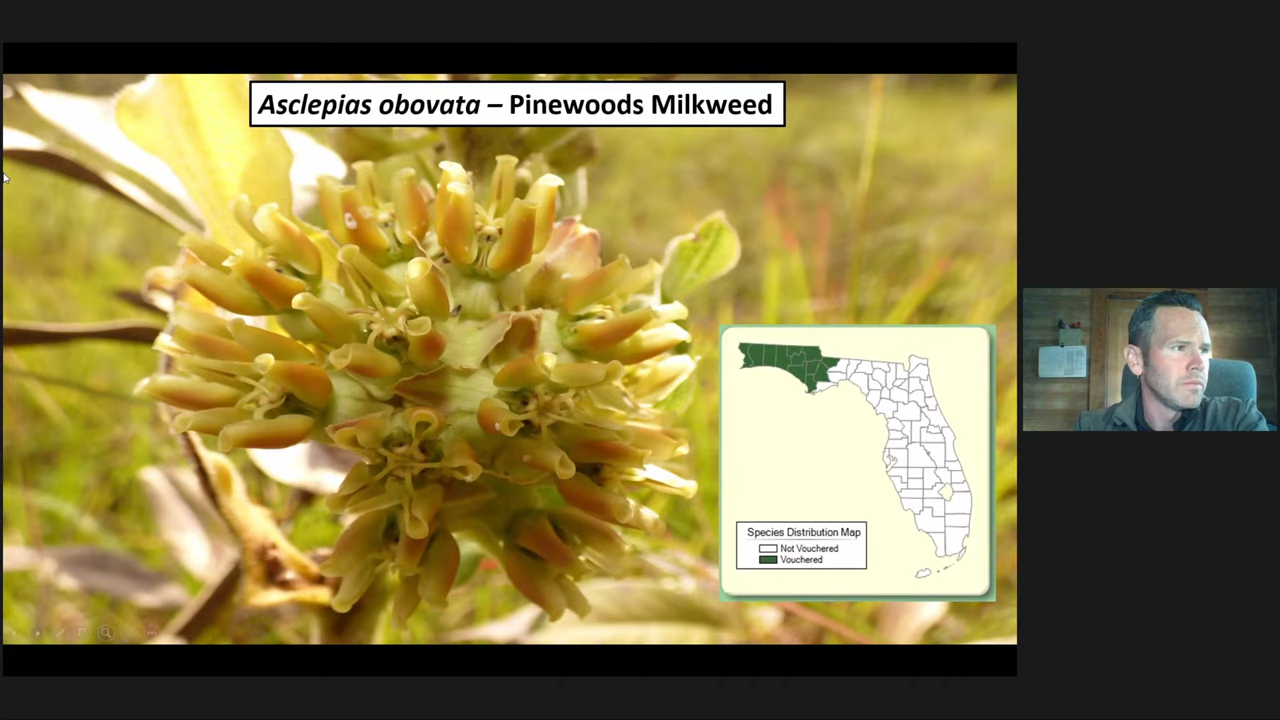 Asclepias obovata – Pinewoods Milkweed
Species Distribution Map
Not Vouchered
Vouchered